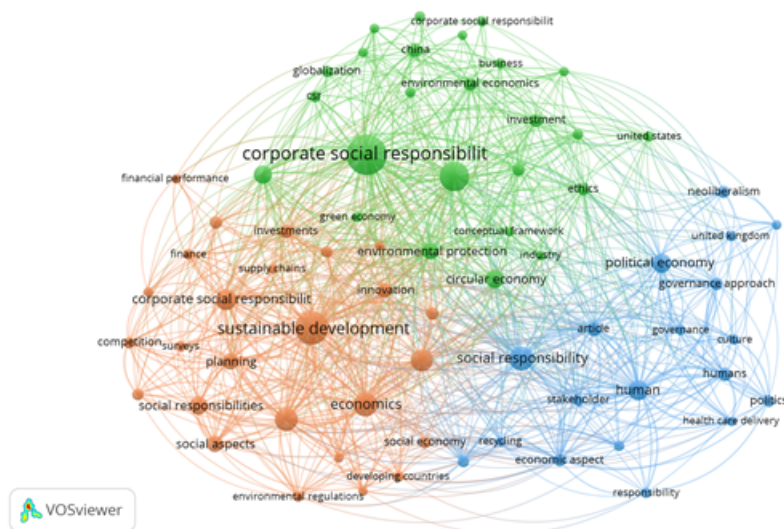 corporate social responsibilit
china
business
globalization
environmental economics
csr
investment
united states
corporate social responsibilit
ethics
financial performance
neoliberalism
green economy
investments
conceptual framework
united kingdom
finance
environmental protection
industry
political economy
supply chains
circular economy
governance approach
innovation
corporate social responsibilit
sustainable development
article
governance
competition
surveys
culture
planning
social responsibility
humans
human
social responsibilities
economics
stakeholder
politics
health care delivery
social aspects
social economy
recycling
economic aspect
developing countries
environmental regulations
responsibility
VOSviewer